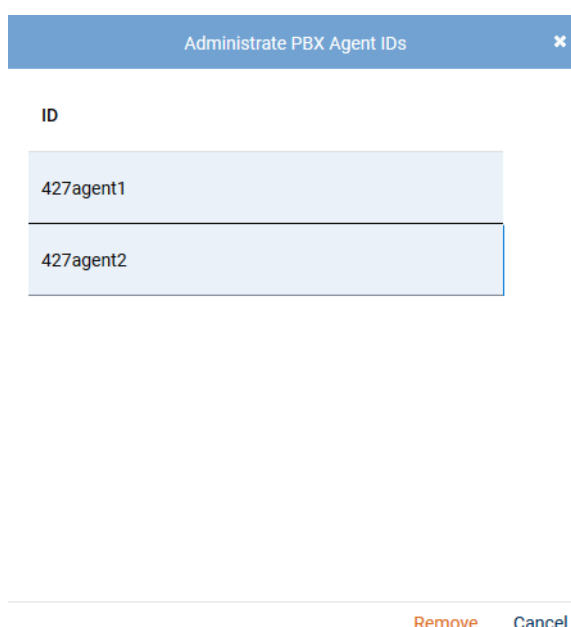 Administrate PBX Agent IDs
ID
427agent1
427agent2
Remove Cancel